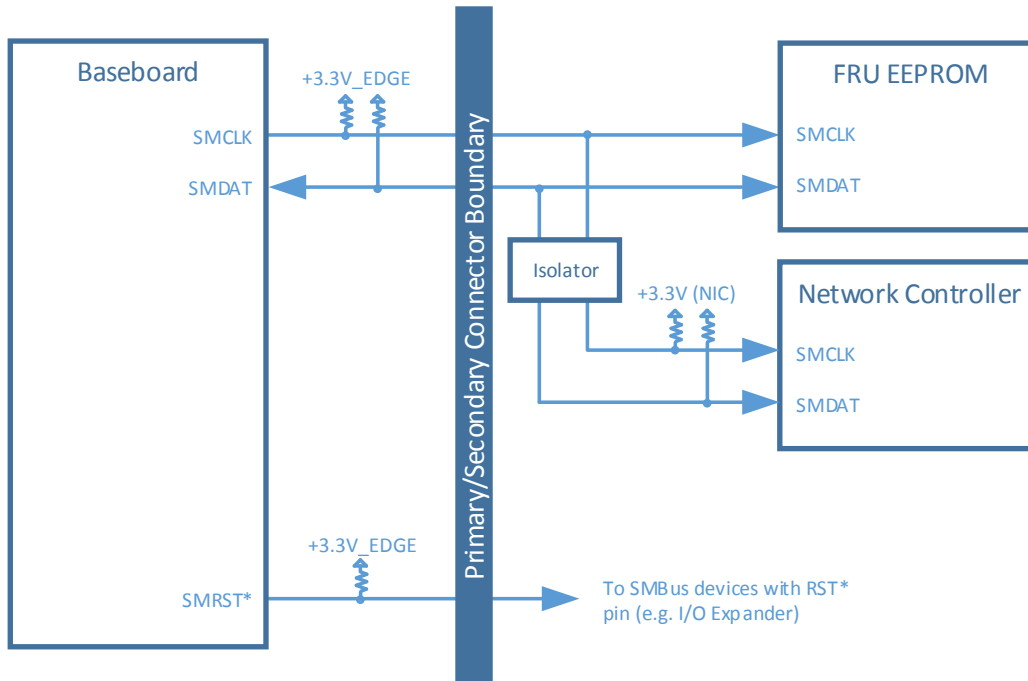 Baseboard
+3.3V_EDGE
SMCLK
SMDAT
+3.3V_EDGE
SMRST*
Primary/Secondary Connector Boundary
FRU EEPROM
SMCLK
SMDAT
Isolator
+3.3V (NIC)
Network Controller
SMCLK
SMDAT
To SMBus devices with RST*
pin (e.g. I/O Expander)